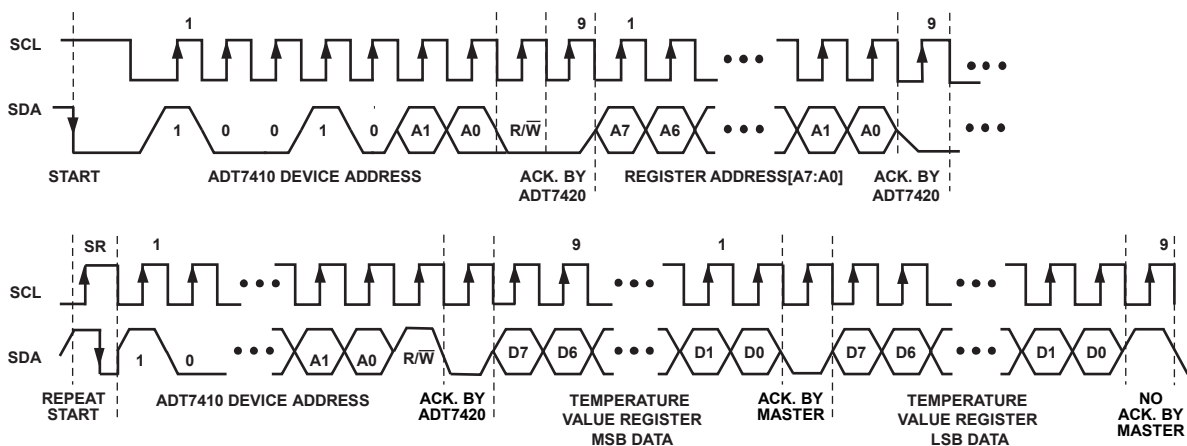 1 9 1 9
SCL
SDA
1 0 0 1 0 A1 A0 R/W̅ A7 A6 A1 A0
START ADT7410 DEVICE ADDRESS ACK. BY REGISTER ADDRESS[A7:A0] ACK. BY
ADT7420 ADT7420
SR 1 9 1 9
SCL
SDA
1 0 A1 A0 R/W̅ D7 D6 D1 D0 D7 D6 D1 D0
REPEAT ADT7410 DEVICE ADDRESS ACK. BY TEMPERATURE ACK. BY TEMPERATURE NO
START ADT7420 VALUE REGISTER MASTER VALUE REGISTER ACK. BY
MSB DATA LSB DATA MASTER